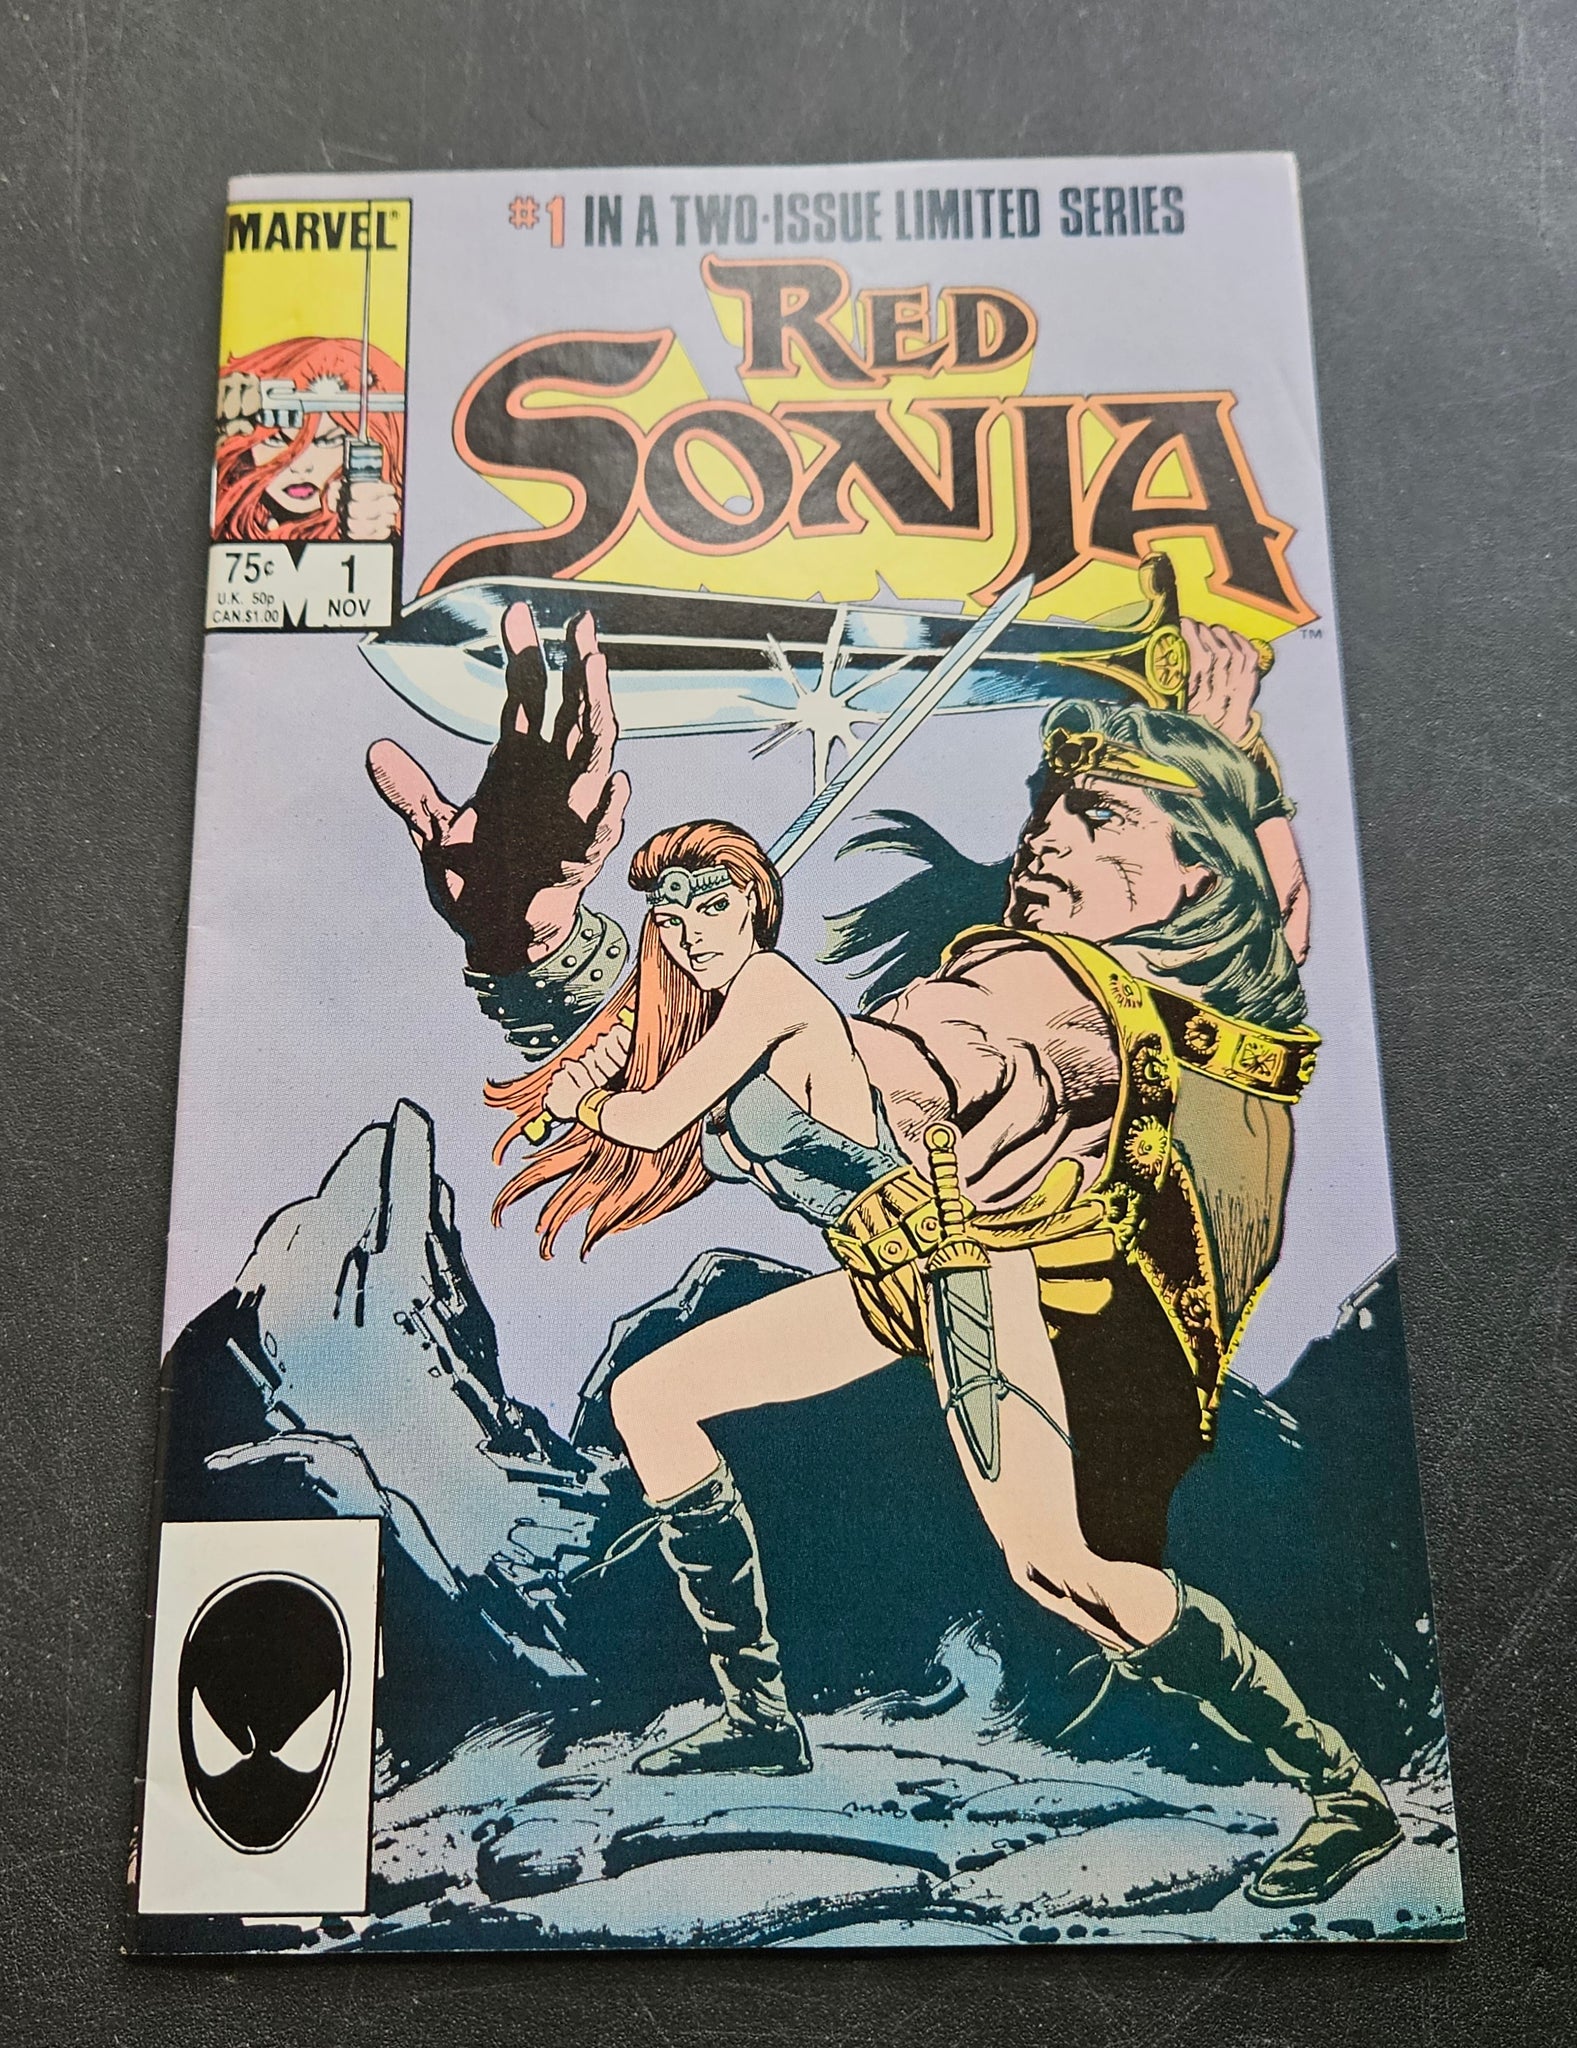 #1 IN A TWO-ISSUE LIMITED SERIES
MARVEL®
RED
SONJA
TM
75¢
U.K. 50p
CAN.$1.00
1
NOV